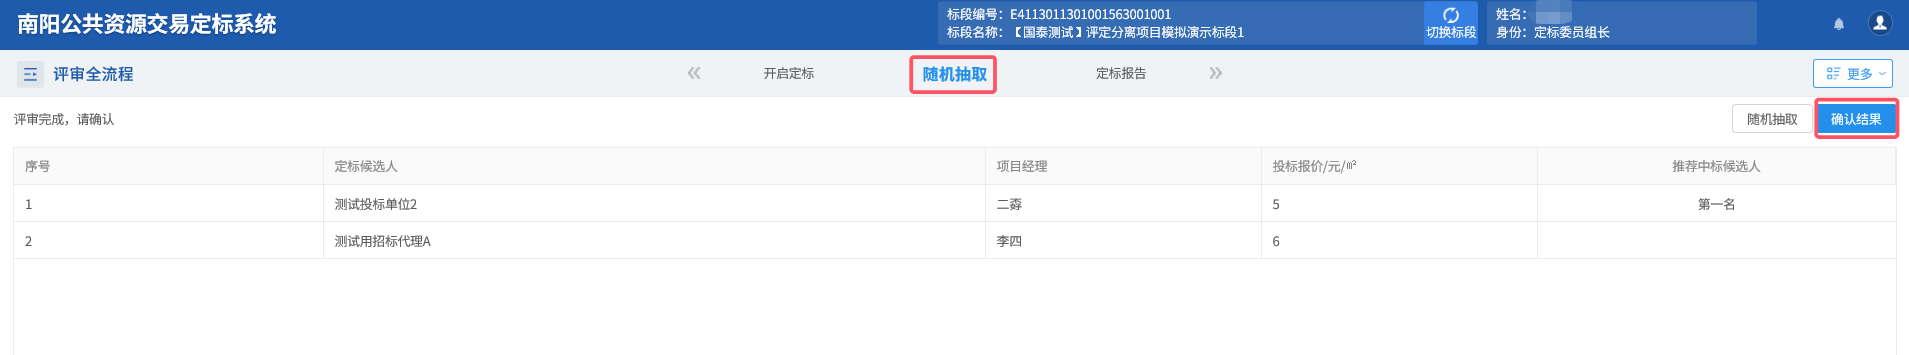 南阳公共资源交易定标系统
标段编号：E4113011301001563001001
标段名称：【国泰测试】评定分离项目模拟演示标段1
切换标段
姓名：
身份：定标委员组长
评审全流程
开启定标
随机抽取
定标报告
更多
评审完成，请确认
随机抽取
确认结果
序号 定标候选人 项目经理 投标报价/元/㎡ 推荐中标候选人
1 测试投标单位2 二孬 5 第一名
2 测试用招标代理A 李四 6